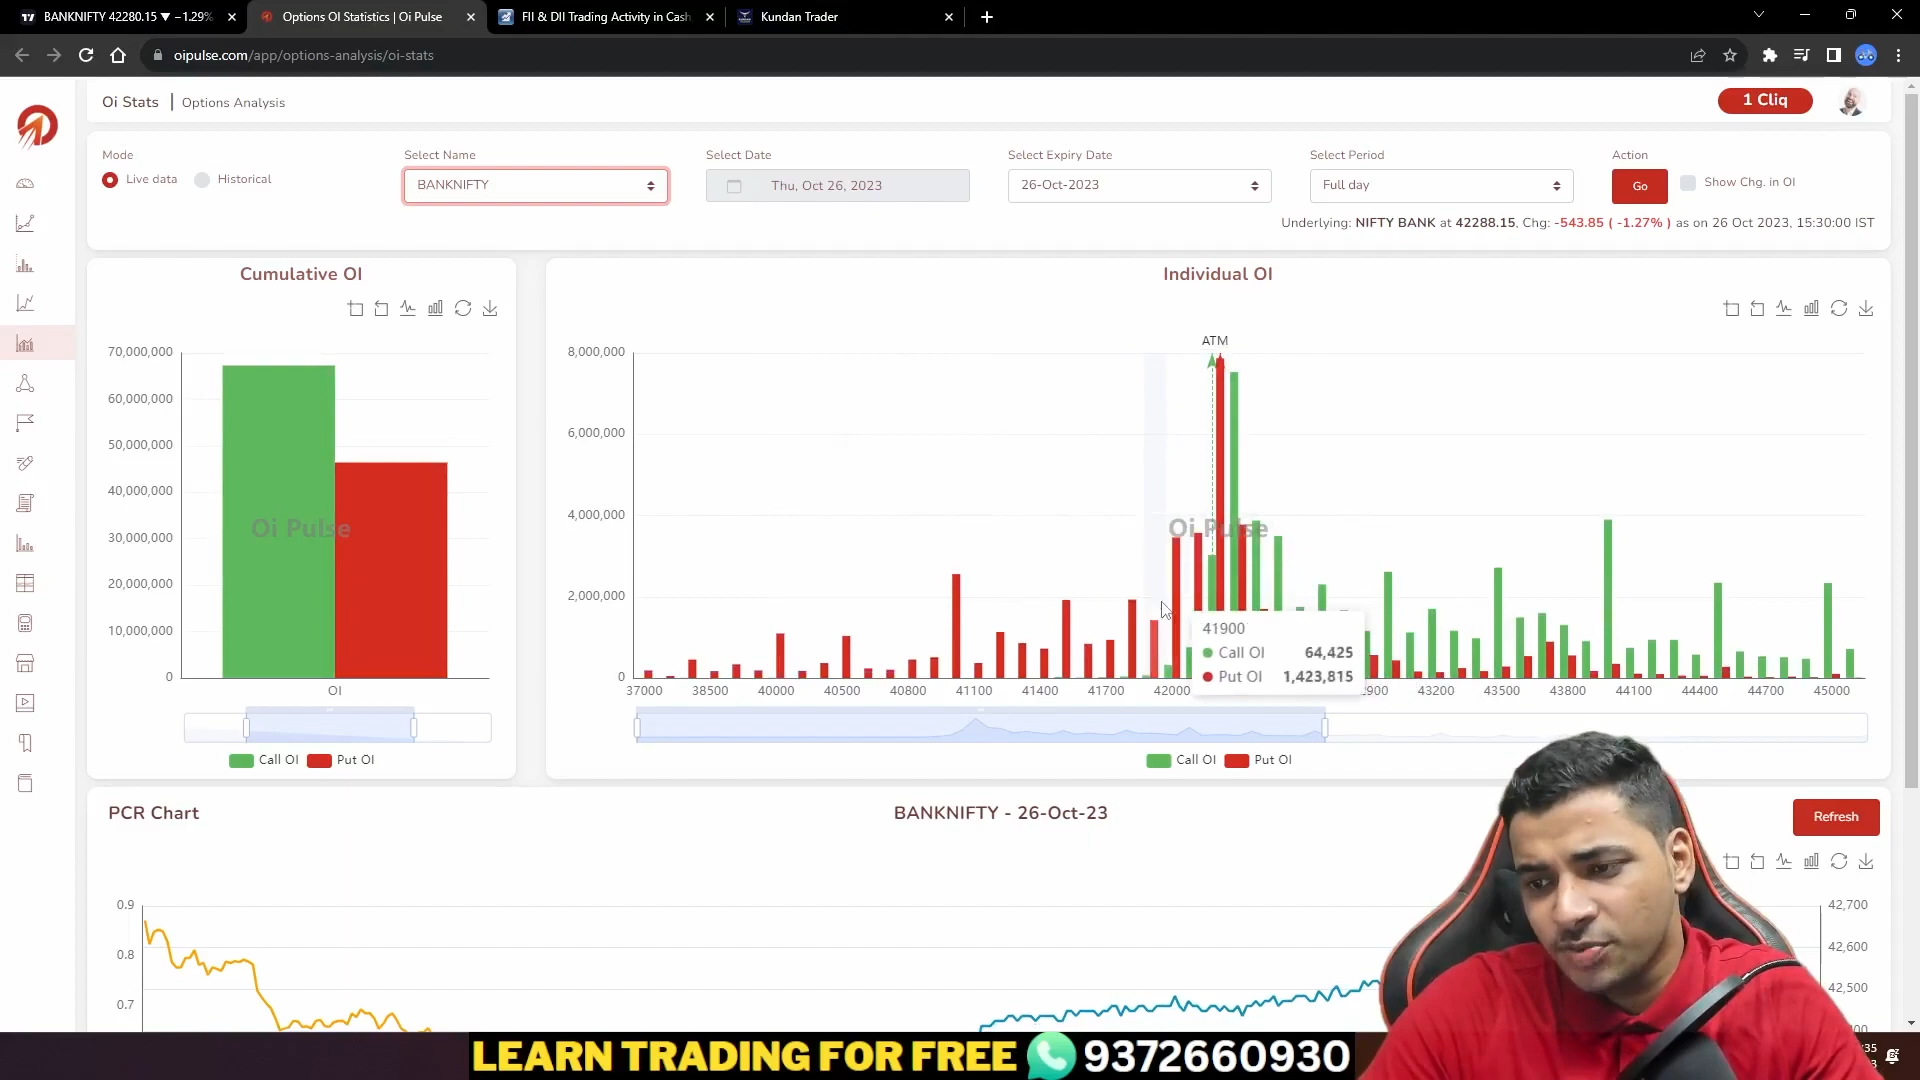 BANKNIFTY 42280.15 ▼ −1.29%
Options OI Statistics | Oi Pulse
FII & DII Trading Activity in Cash
Kundan Trader
oipulse.com/app/options-analysis/oi-stats
Oi Stats | Options Analysis
1 Cliq
Mode
Live data
Historical
Select Name
BANKNIFTY
Select Date
Thu, Oct 26, 2023
Select Expiry Date
26-Oct-2023
Select Period
Full day
Action
Go
Show Chg. in OI
Underlying: NIFTY BANK at 42288.15, Chg: -543.85 ( -1.27% ) as on 26 Oct 2023, 15:30:00 IST
Cumulative OI
70,000,000
60,000,000
50,000,000
40,000,000
30,000,000
20,000,000
10,000,000
0
Oi Pulse
OI
Call OI
Put OI
Individual OI
ATM
8,000,000
6,000,000
4,000,000
2,000,000
0
Oi Pulse
41900
Call OI 64,425
Put OI 1,423,815
37000 38500 40000 40500 40800 41100 41400 41700 42000 2900 43200 43500 43800 44100 44400 44700 45000
Call OI
Put OI
PCR Chart
BANKNIFTY - 26-Oct-23
Refresh
0.9
0.8
0.7
42,700
42,600
42,500
LEARN TRADING FOR FREE 9372660930